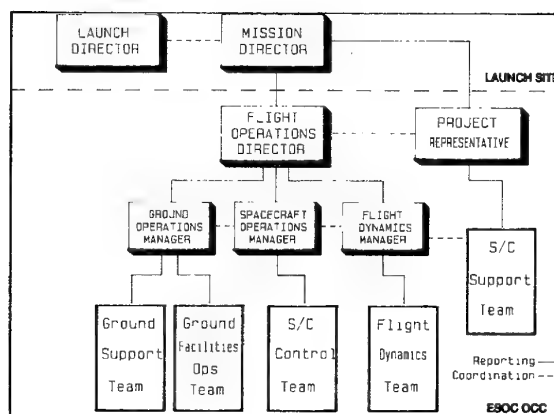 LAUNCH
DIRECTOR
MISSION
DIRECTOR
LAUNCH SITE
FLIGHT
OPERATIONS
DIRECTOR
PROJECT
REPRESENTATIVE
GROUND
OPERATIONS
MANAGER
SPACECRAFT
OPERATIONS
MANAGER
FLIGHT
DYNAMICS
MANAGER
S/C
Support
Team
Ground
Support
Team
Ground
Facilities
Ops
Team
S/C
Control
Team
Flight
Dynamics
Team
Reporting
Coordination
ESOC OCC